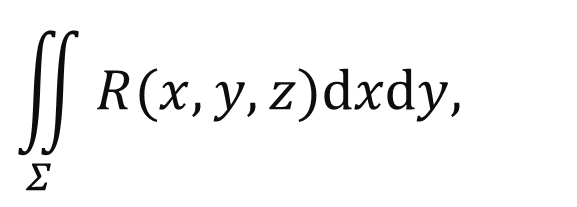 ∬ R(x, y, z)dxdy,
Σ